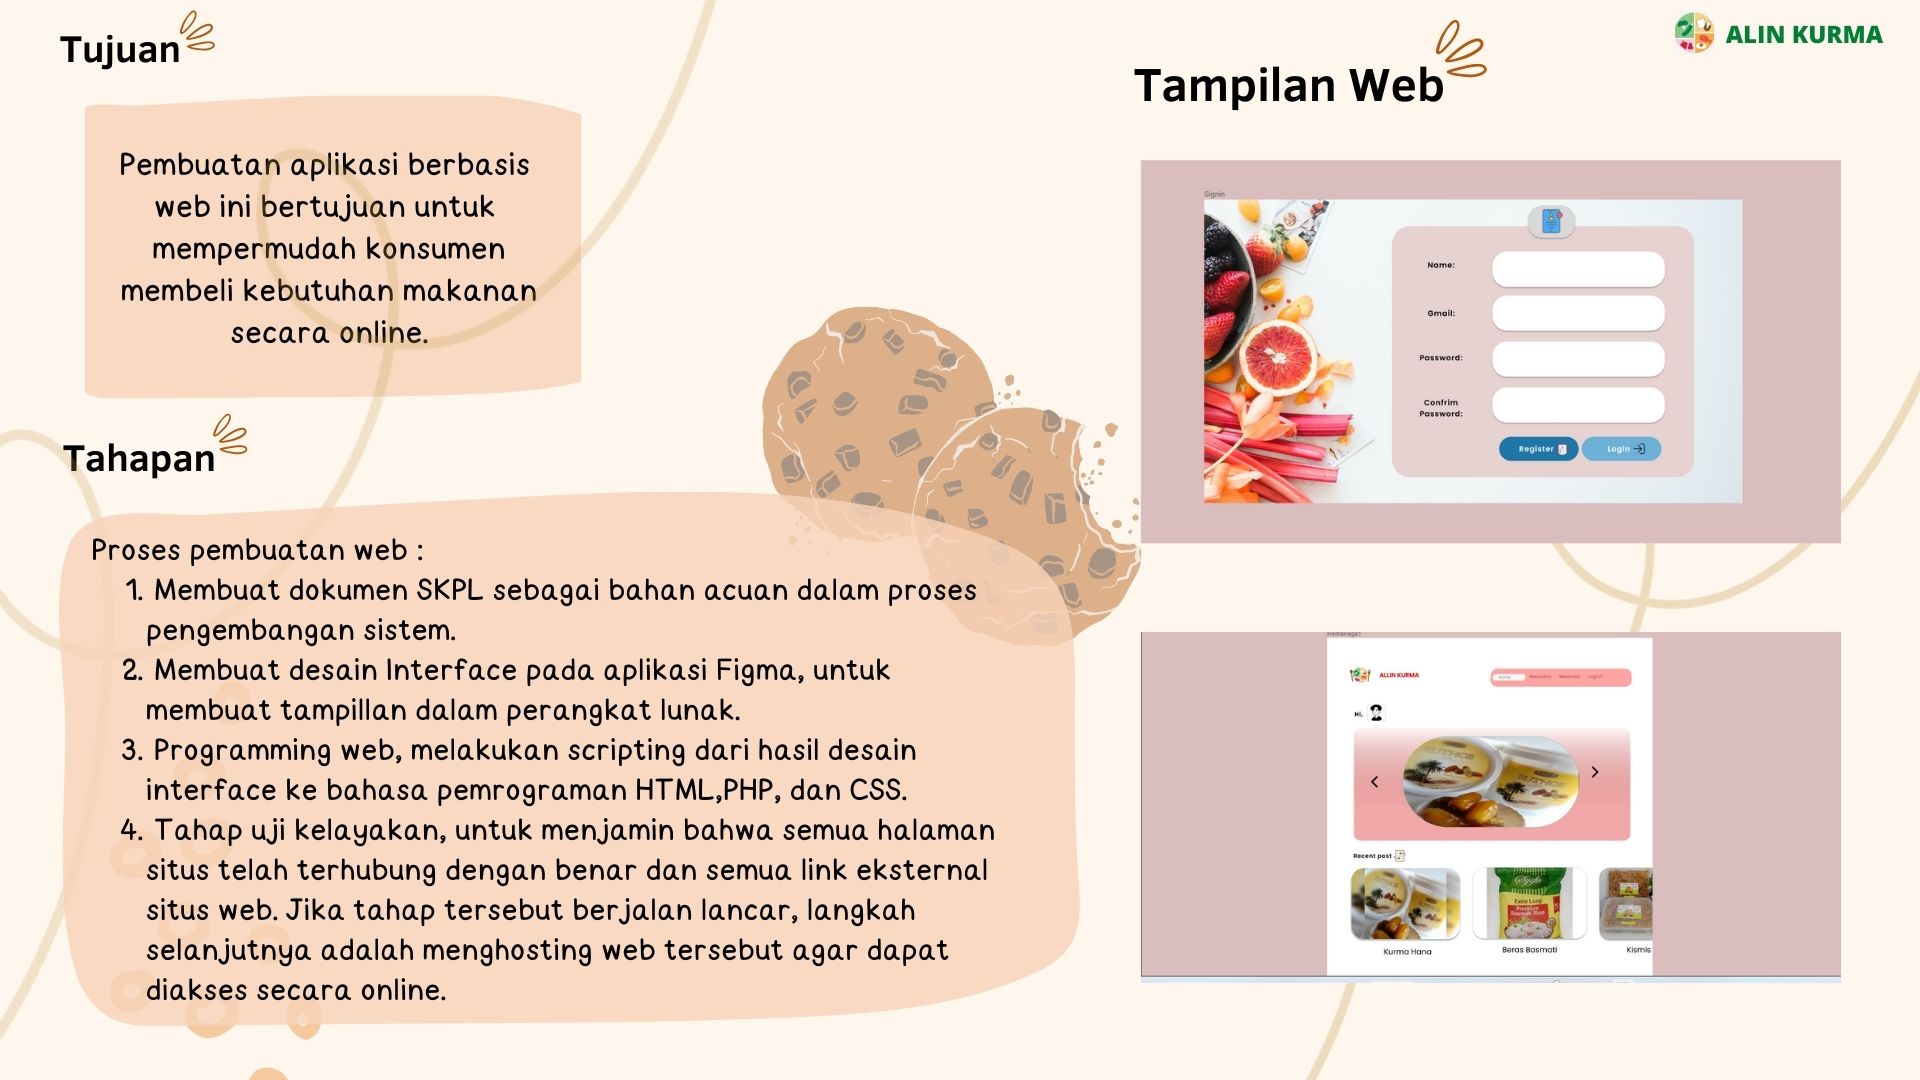 Tujuan
Pembuatan aplikasi berbasis
web ini bertujuan untuk
mempermudah konsumen
membeli kebutuhan makanan
secara online.
Tahapan
Proses pembuatan web :
1. Membuat dokumen SKPL sebagai bahan acuan dalam proses
pengembangan sistem.
2. Membuat desain Interface pada aplikasi Figma, untuk
membuat tampillan dalam perangkat lunak.
3. Programming web, melakukan scripting dari hasil desain
interface ke bahasa pemrograman HTML,PHP, dan CSS.
4. Tahap uji kelayakan, untuk menjamin bahwa semua halaman
situs telah terhubung dengan benar dan semua link eksternal
situs web. Jika tahap tersebut berjalan lancar, langkah
selanjutnya adalah menghosting web tersebut agar dapat
diakses secara online.
ALIN KURMA
Tampilan Web
Signin
Name:
Gmail:
Password:
Confrim
Password:
Register
Login
HomePage1
ALLIN KURMA
Hi,
Recent post
Extra Long
Premium
Basmati Rice
Kurma Hana
Beras Basmati
Kismis